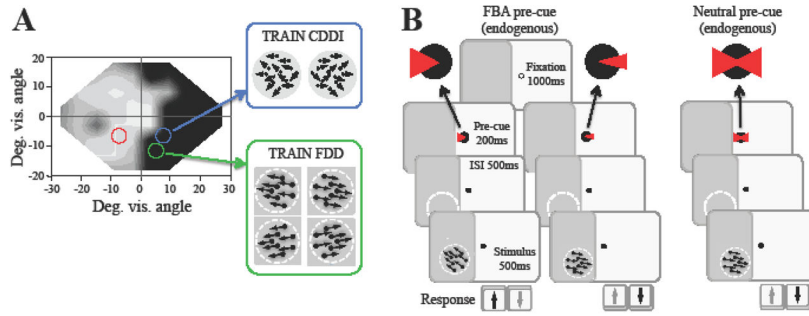 A
20
10
0
-10
-20
-30
-20
-10
0
10
20
30
Deg. vis. angle
Deg. vis. angle
TRAIN CDDI
TRAIN FDD
B
FBA pre-cue
(endogenous)
Neutral pre-cue
(endogenous)
Fixation
1000ms
Pre-cue
200ms
ISI 500ms
Stimulus
500ms
Response